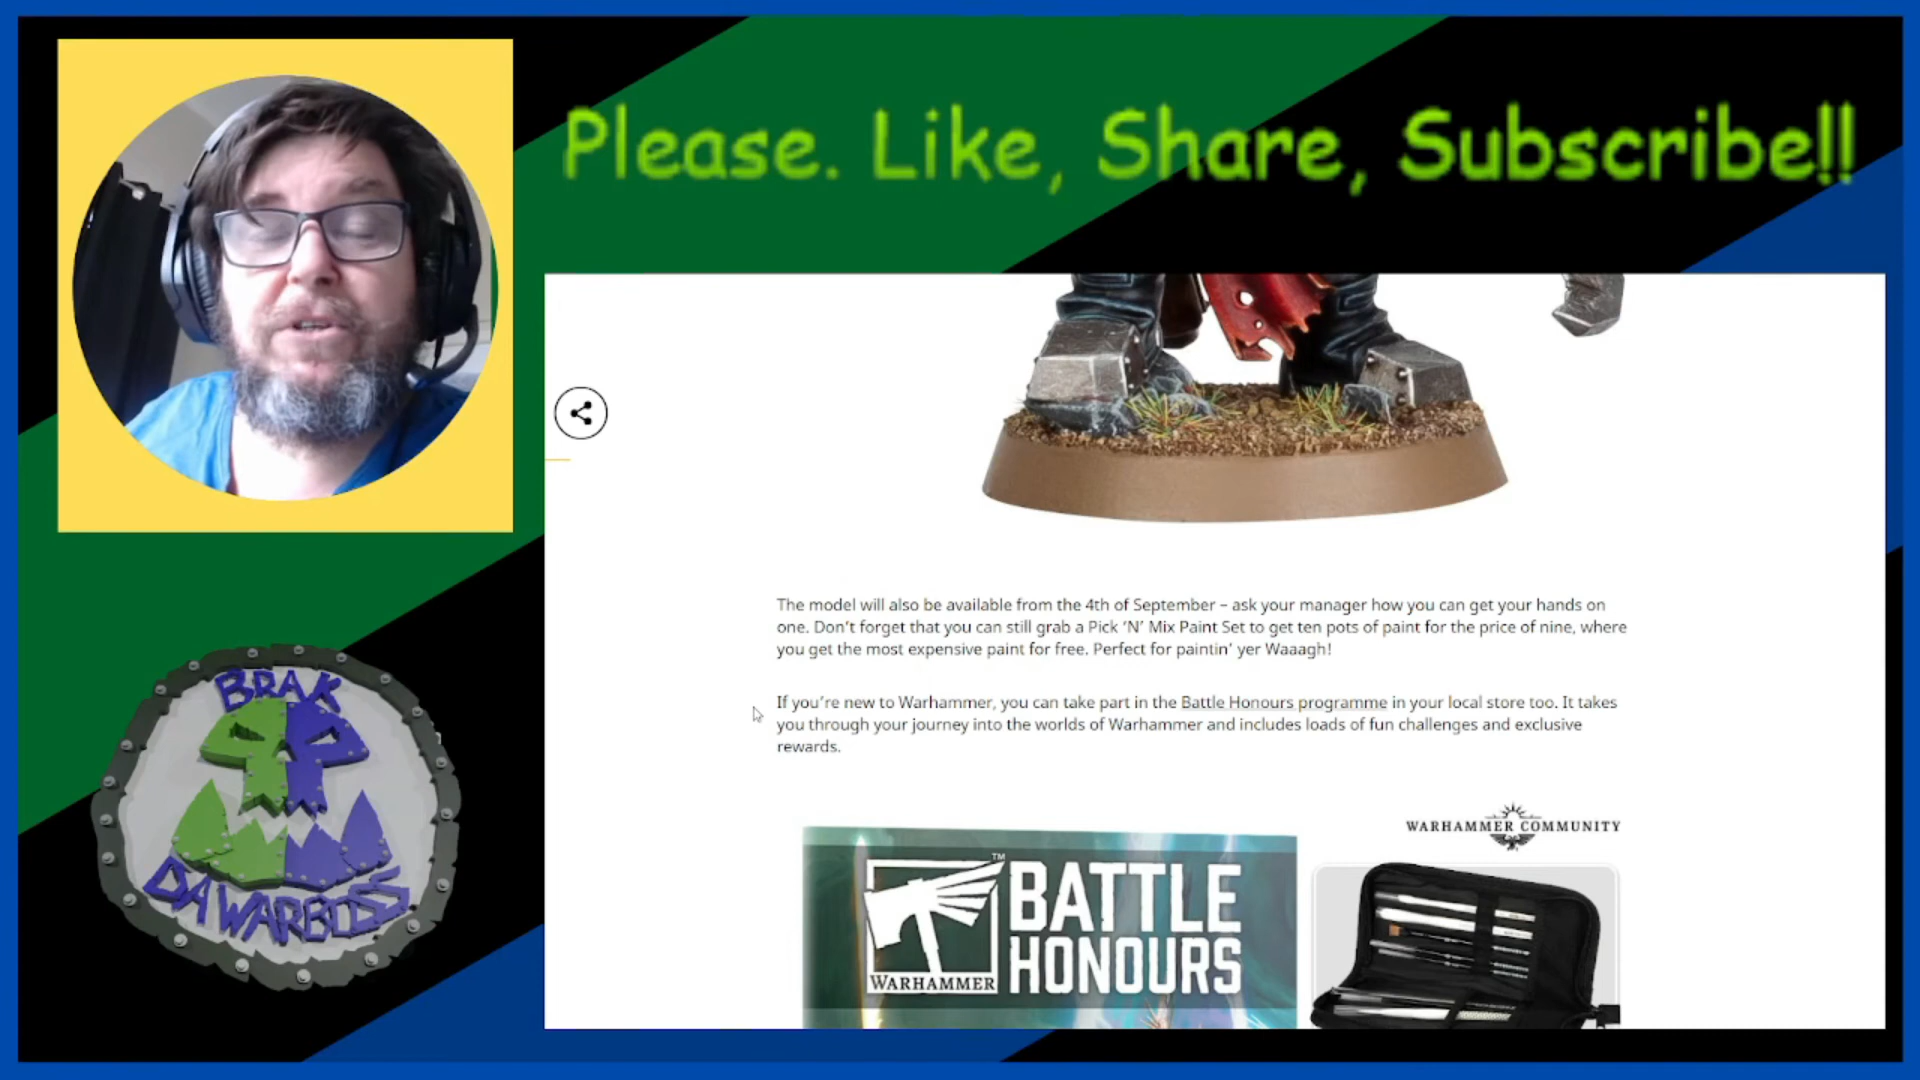 Please. Like, Share, Subscribe!!
BRAK
DA WARBOSS
The model will also be available from the 4th of September – ask your manager how you can get your hands on
one. Don't forget that you can still grab a Pick 'N' Mix Paint Set to get ten pots of paint for the price of nine, where
you get the most expensive paint for free. Perfect for paintin' yer Waaagh!
If you're new to Warhammer, you can take part in the Battle Honours programme in your local store too. It takes
you through your journey into the worlds of Warhammer and includes loads of fun challenges and exclusive
rewards.
WARHAMMER COMMUNITY
WARHAMMER
™
BATTLE
HONOURS